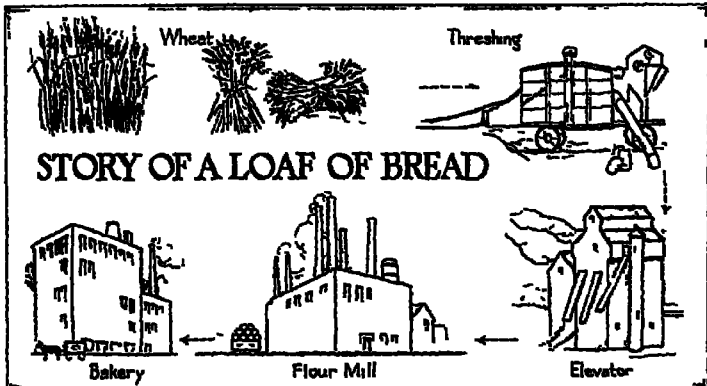 Wheat
Threshing
STORY OF A LOAF OF BREAD
Bakery
Flour Mill
Elevator